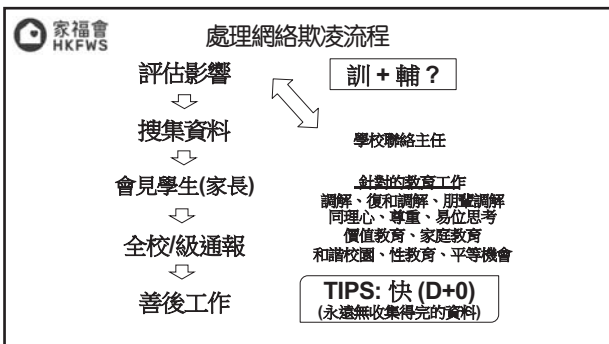 家福會
HKFWS
處理網絡欺凌流程
評估影響
搜集資料
會見學生(家長)
全校/級通報
善後工作
訓 + 輔 ?
學校聯絡主任
針對的教育工作
調解、復和調解、朋輩調解
同理心、尊重、易位思考
價值教育、家庭教育
和諧校園、性教育、平等機會
TIPS: 快 (D+0)
(永遠無收集得完的資料)